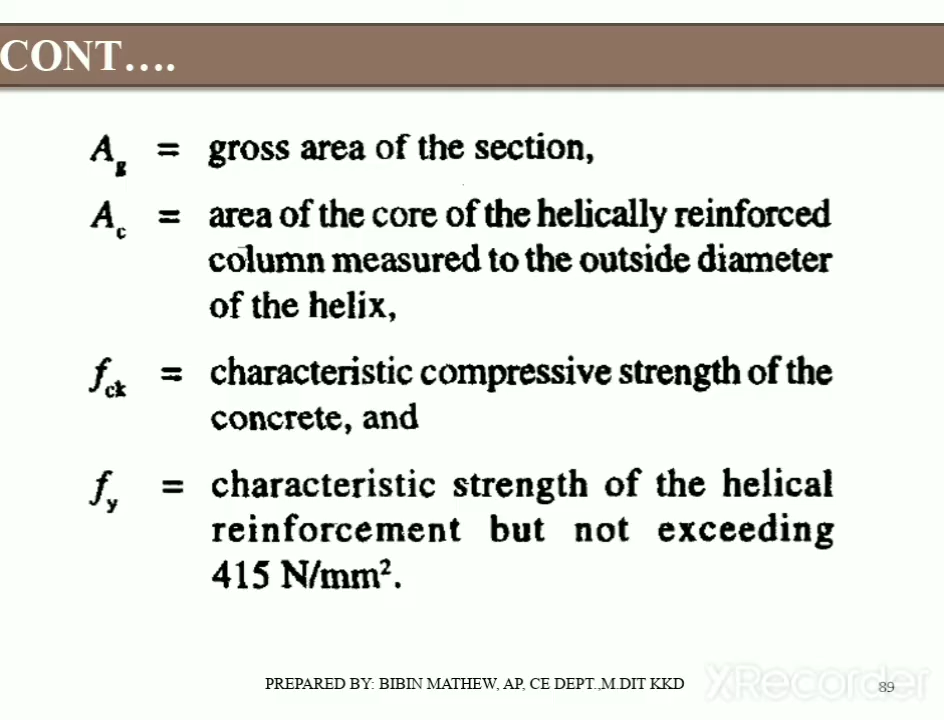 CONT....
A_g = gross area of the section,
A_c = area of the core of the helically reinforced
column measured to the outside diameter
of the helix,
f_ck = characteristic compressive strength of the
concrete, and
f_y = characteristic strength of the helical
reinforcement but not exceeding
415 N/mm².
PREPARED BY: BIBIN MATHEW, AP, CE DEPT.,M.DIT KKD
XRecorder
89